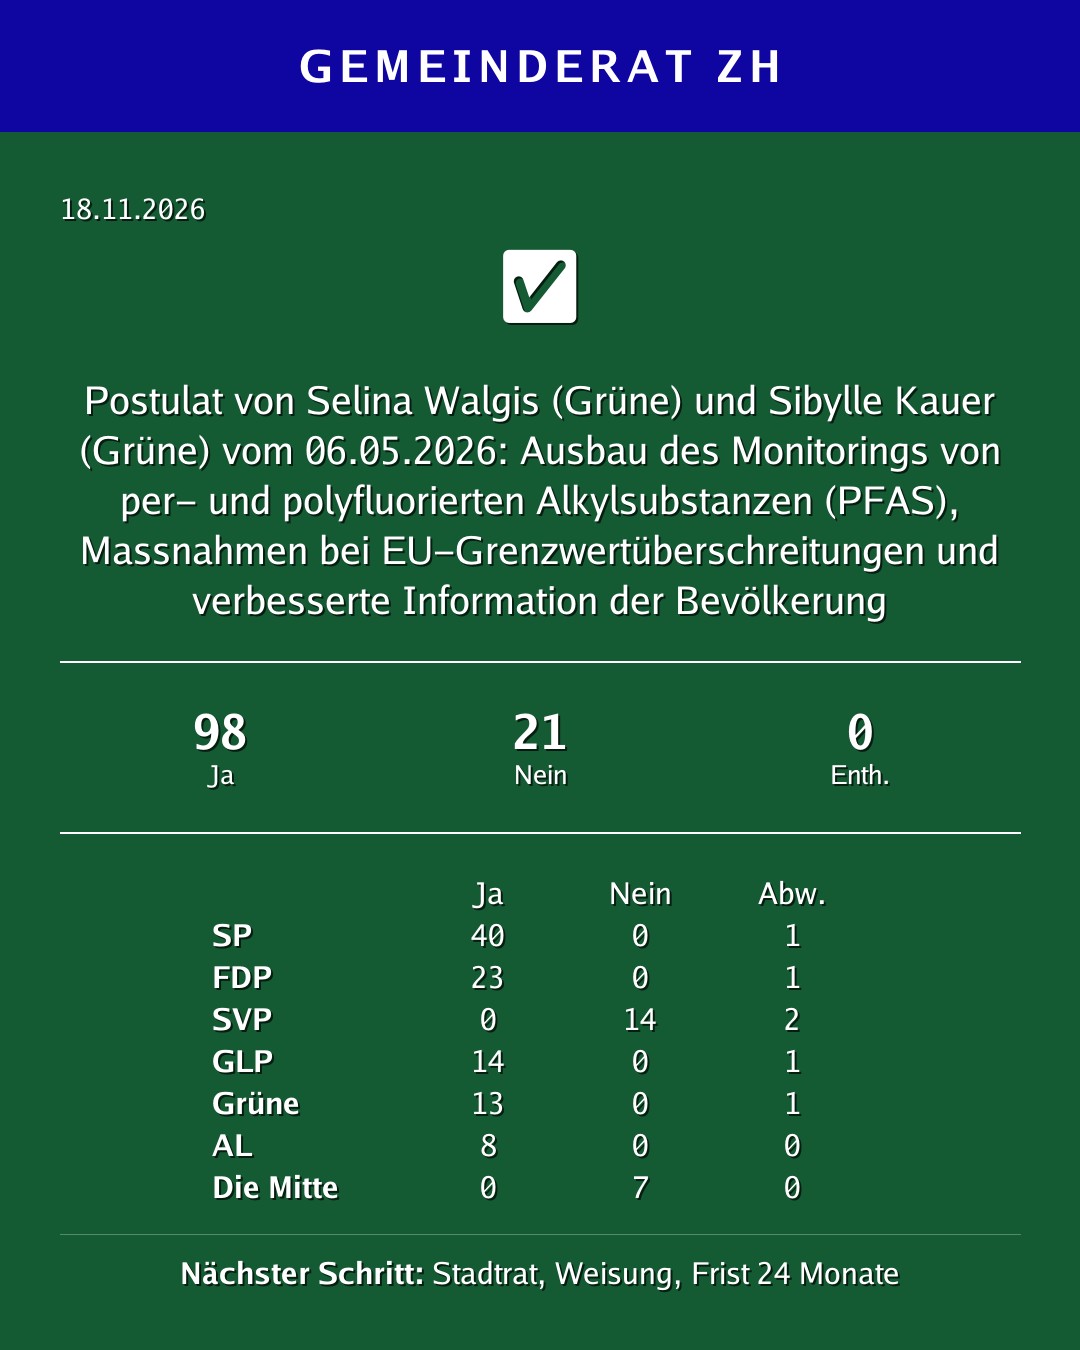 GEMEINDERAT ZH
18.11.2026
Postulat von Selina Walgis (Grüne) und Sibylle Kauer
(Grüne) vom 06.05.2026: Ausbau des Monitorings von
per– und polyfluorierten Alkylsubstanzen (PFAS),
Massnahmen bei EU–Grenzwertüberschreitungen und
verbesserte Information der Bevölkerung
98 21 0
Ja Nein Enth.
Ja Nein Abw.
SP 40 0 1
FDP 23 0 1
SVP 0 14 2
GLP 14 0 1
Grüne 13 0 1
AL 8 0 0
Die Mitte 0 7 0
Nächster Schritt: Stadtrat, Weisung, Frist 24 Monate